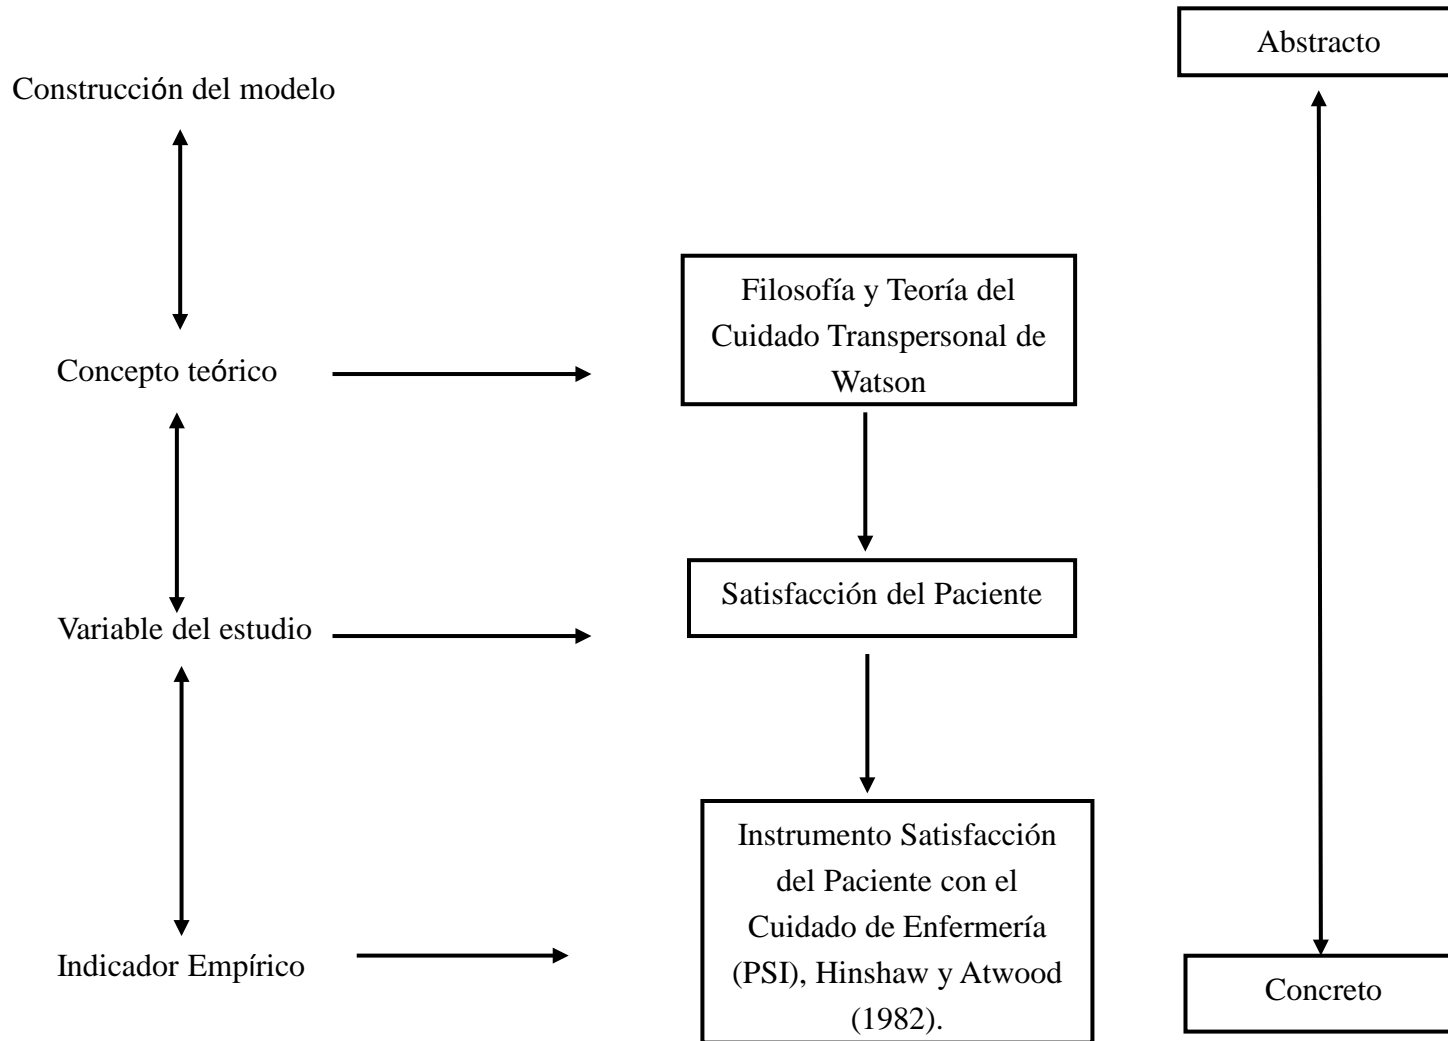 Abstracto
Construcción del modelo
Filosofía y Teoría del
Cuidado Transpersonal de
Watson
Concepto teórico
Satisfacción del Paciente
Variable del estudio
Instrumento Satisfacción
del Paciente con el
Cuidado de Enfermería
(PSI), Hinshaw y Atwood
(1982).
Indicador Empírico
Concreto